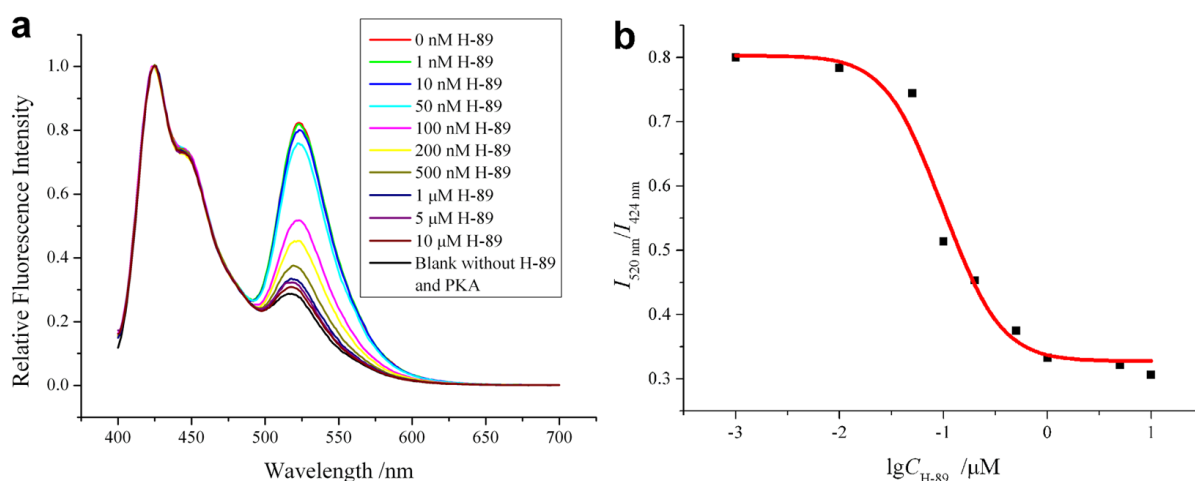 a
Relative Fluorescence Intensity
1.0
0.8
0.6
0.4
0.2
0.0
400
450
500
550
600
650
700
Wavelength /nm
0 nM H-89
1 nM H-89
10 nM H-89
50 nM H-89
100 nM H-89
200 nM H-89
500 nM H-89
1 μM H-89
5 μM H-89
10 μM H-89
Blank without H-89
and PKA
b
I520 nm/I424 nm
0.8
0.7
0.6
0.5
0.4
0.3
-3
-2
-1
0
1
lgCH-89 /μM